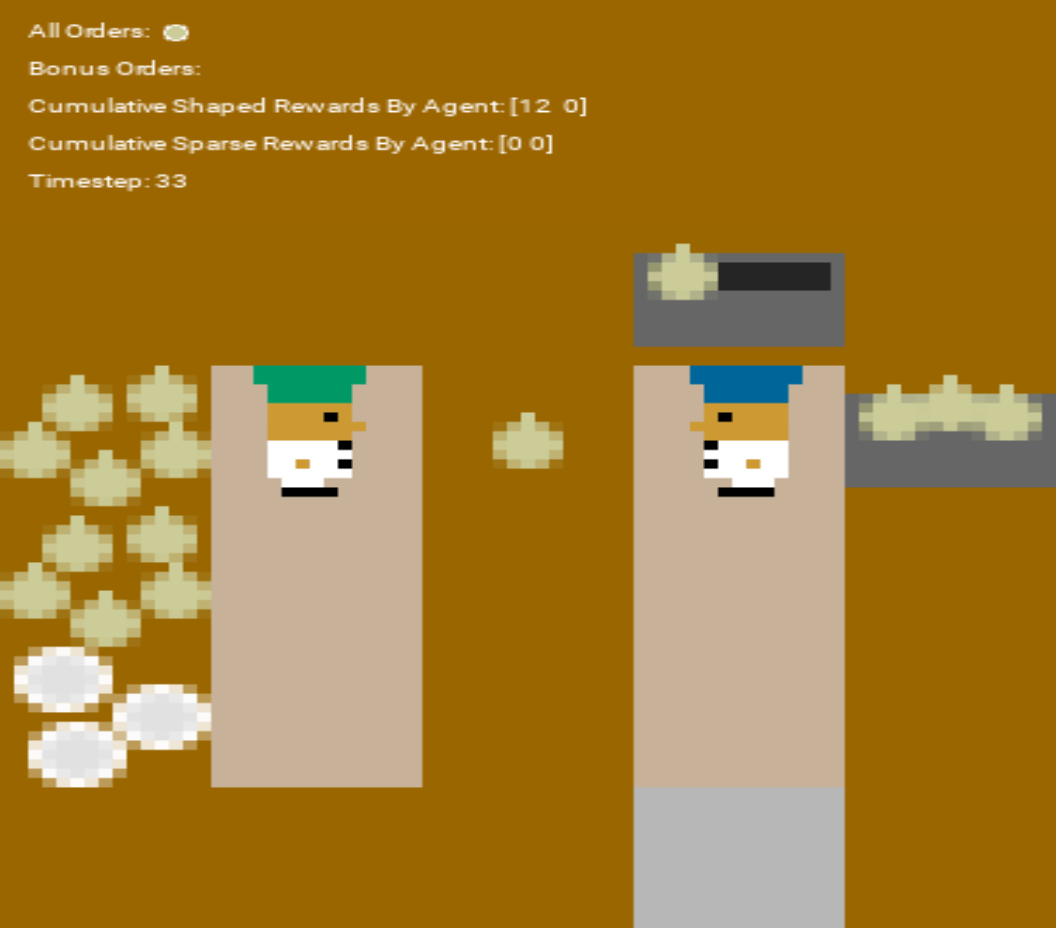 All Orders:
Bonus Orders:
Cumulative Shaped Rewards By Agent: [12 0]
Cumulative Sparse Rewards By Agent: [0 0]
Timestep: 33